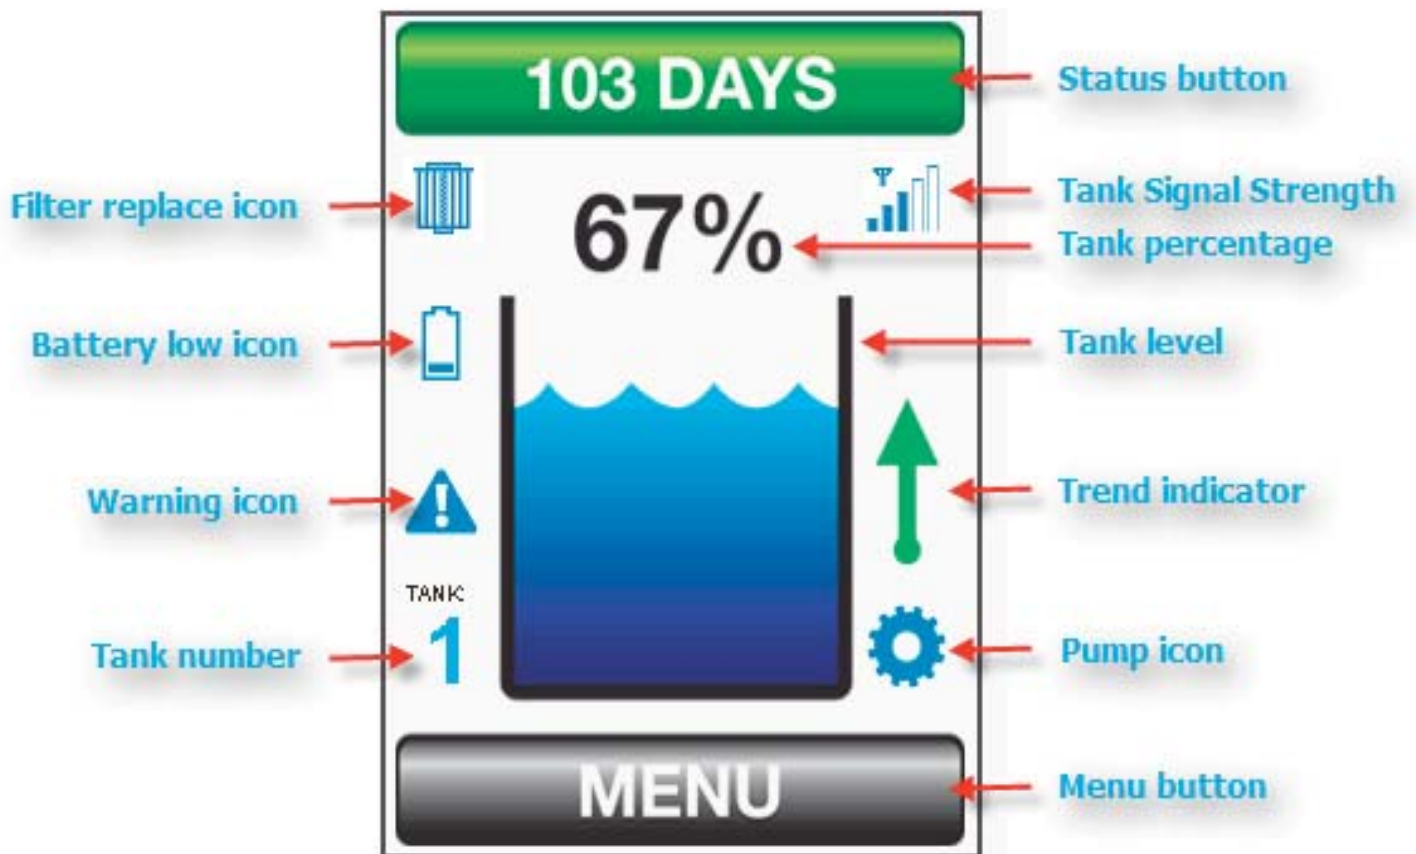 103 DAYS
Status button
Filter replace icon
67%
Tank Signal Strength
Tank percentage
Battery low icon
Tank level
Warning icon
Trend indicator
TANK:
1
Tank number
Pump icon
MENU
Menu button